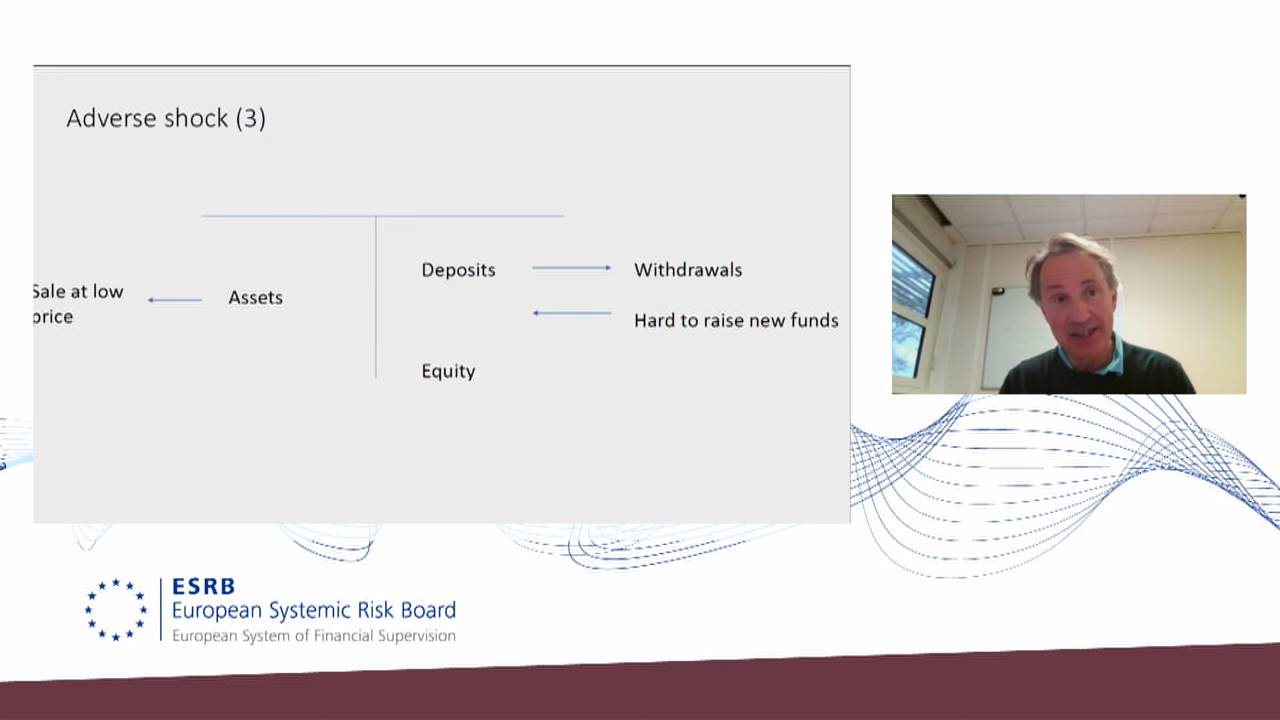 Adverse shock (3)
Deposits
Withdrawals
Sale at low
price
Assets
Hard to raise new funds
Equity
ESRB
European Systemic Risk Board
European System of Financial Supervision